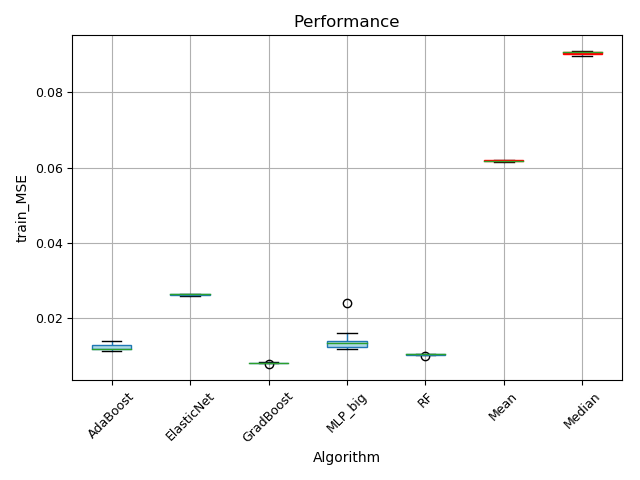 Performance
train_MSE
0.08
0.06
0.04
0.02
AdaBoost
ElasticNet
GradBoost
MLP_big
RF
Mean
Median
Algorithm